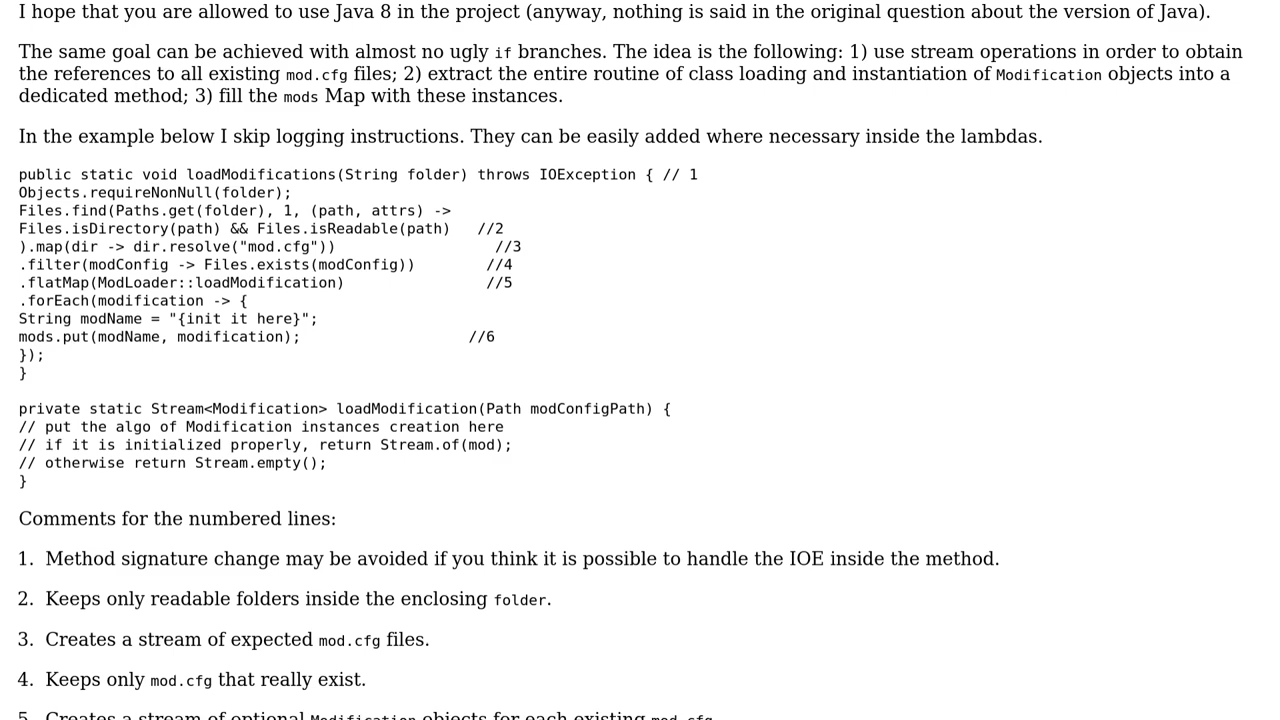 I hope that you are allowed to use Java 8 in the project (anyway, nothing is said in the original question about the version of Java).
The same goal can be achieved with almost no ugly if branches. The idea is the following: 1) use stream operations in order to obtain
the references to all existing mod.cfg files; 2) extract the entire routine of class loading and instantiation of Modification objects into a
dedicated method; 3) fill the mods Map with these instances.
In the example below I skip logging instructions. They can be easily added where necessary inside the lambdas.
public static void loadModifications(String folder) throws IOException { // 1
Objects.requireNonNull(folder);
Files.find(Paths.get(folder), 1, (path, attrs) ->
Files.isDirectory(path) && Files.isReadable(path)   //2
).map(dir -> dir.resolve("mod.cfg"))                  //3
.filter(modConfig -> Files.exists(modConfig))        //4
.flatMap(ModLoader::loadModification)                //5
.forEach(modification -> {
String modName = "{init it here}";
mods.put(modName, modification);                   //6
});
}
private static Stream<Modification> loadModification(Path modConfigPath) {
// put the algo of Modification instances creation here
// if it is initialized properly, return Stream.of(mod);
// otherwise return Stream.empty();
}
Comments for the numbered lines:
1. Method signature change may be avoided if you think it is possible to handle the IOE inside the method.
2. Keeps only readable folders inside the enclosing folder.
3. Creates a stream of expected mod.cfg files.
4. Keeps only mod.cfg that really exist.
5. Creates a stream of optional Modification objects for each existing mod.cfg.